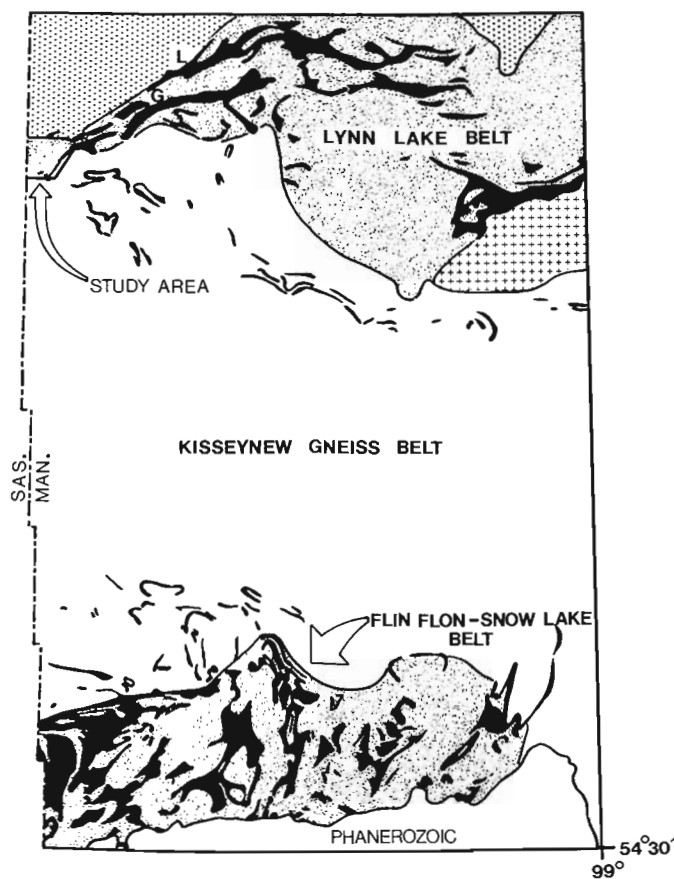 L
G
LYNN LAKE BELT
STUDY AREA
KISSEYNEW GNEISS BELT
SAS.
MAN.
FLIN FLON-SNOW LAKE
BELT
PHANEROZOIC
54°30'
99°